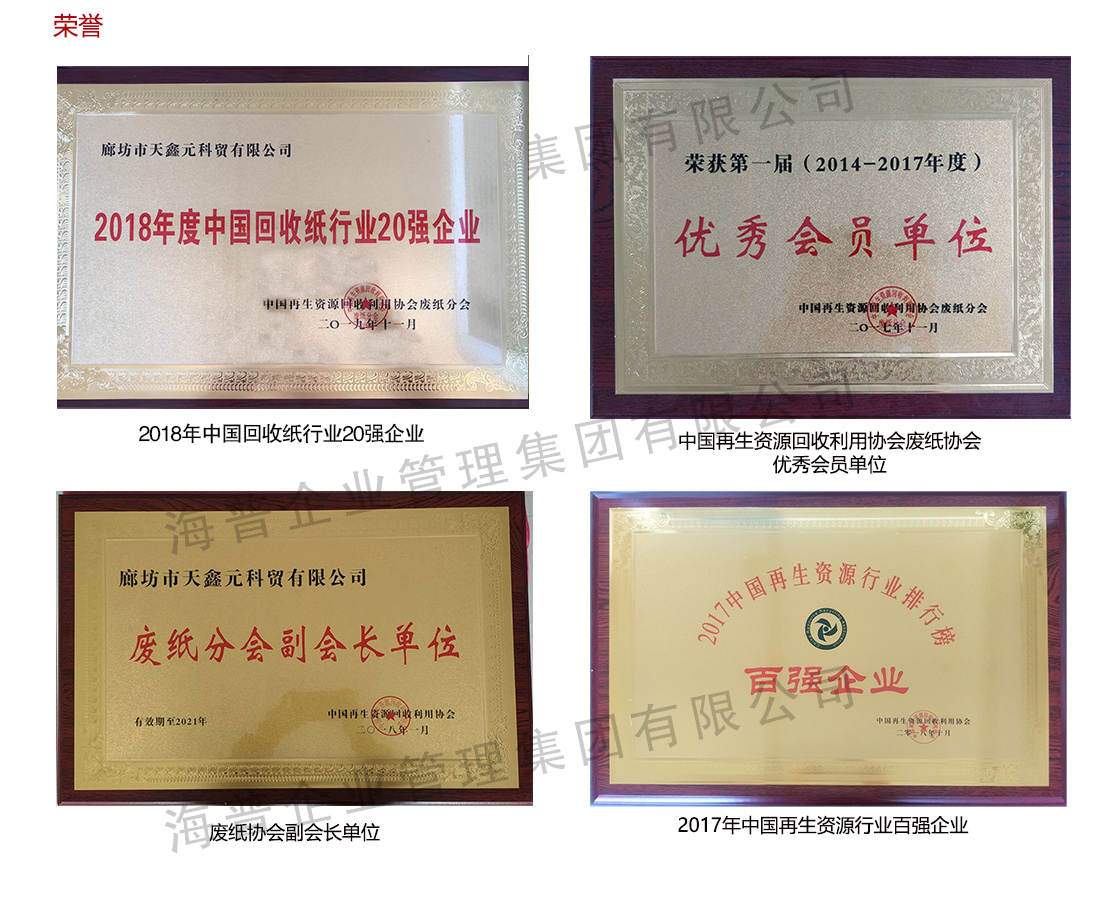 荣誉
廊坊市天鑫元科贸有限公司
2018年度中国回收纸行业20强企业
中国再生资源回收利用协会废纸分会
二〇一九年十一月
2018年中国回收纸行业20强企业
荣获第一届（2014-2017年度）
优秀会员单位
中国再生资源回收利用协会废纸分会
二〇一七年十一月
中国再生资源回收利用协会废纸协会
优秀会员单位
廊坊市天鑫元科贸有限公司
废纸分会副会长单位
有效期至2021年
中国再生资源回收利用协会
二〇一八年一月
废纸协会副会长单位
2017中国再生资源行业排行榜
百强企业
中国再生资源回收利用协会
二零一八年十月
2017年中国再生资源行业百强企业
集团有限公司
海晋企业管理集团有限公司
海晋企业管理集团有限公司